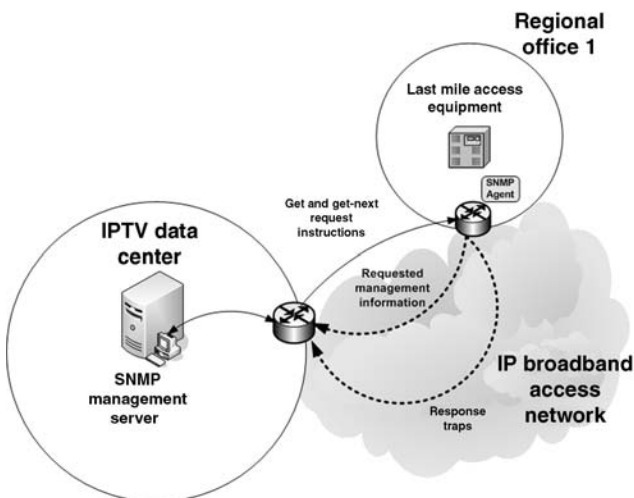 Regional
office 1
Last mile access
equipment
SNMP
Agent
Get and get-next
request
instructions
IPTV data
center
Requested
management
information
SNMP
management
server
IP broadband
access
network
Response
traps